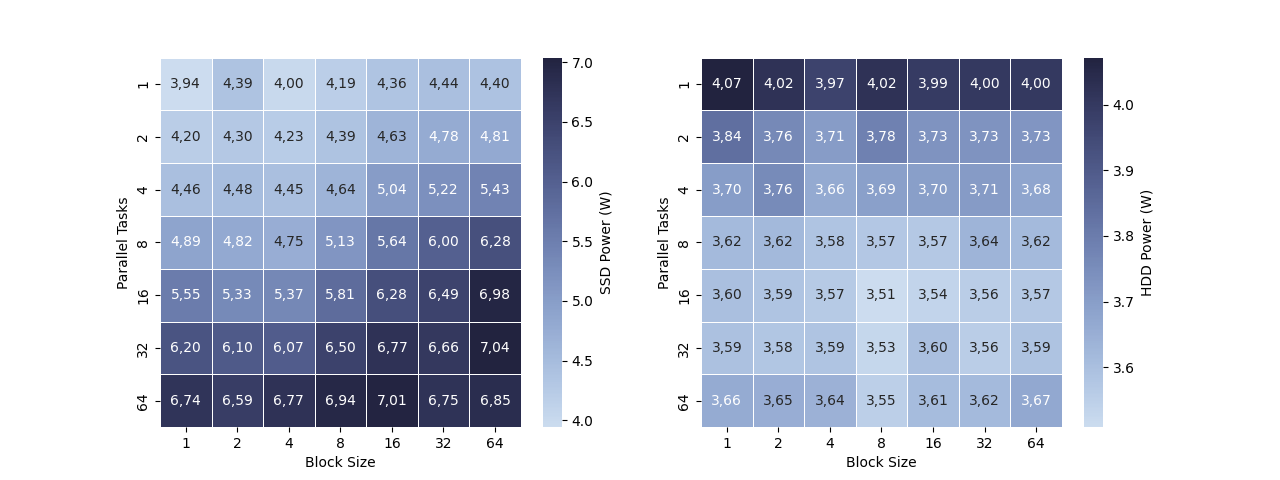 1 3,94 4,39 4,00 4,19 4,36 4,44 4,40
2 4,20 4,30 4,23 4,39 4,63 4,78 4,81
4 4,46 4,48 4,45 4,64 5,04 5,22 5,43
8 4,89 4,82 4,75 5,13 5,64 6,00 6,28
16 5,55 5,33 5,37 5,81 6,28 6,49 6,98
32 6,20 6,10 6,07 6,50 6,77 6,66 7,04
64 6,74 6,59 6,77 6,94 7,01 6,75 6,85
1 2 4 8 16 32 64
Block Size
Parallel Tasks
7.0
6.5
6.0
5.5
5.0
4.5
4.0
SSD Power (W)
1 4,07 4,02 3,97 4,02 3,99 4,00 4,00
2 3,84 3,76 3,71 3,78 3,73 3,73 3,73
4 3,70 3,76 3,66 3,69 3,70 3,71 3,68
8 3,62 3,62 3,58 3,57 3,57 3,64 3,62
16 3,60 3,59 3,57 3,51 3,54 3,56 3,57
32 3,59 3,58 3,59 3,53 3,60 3,56 3,59
64 3,66 3,65 3,64 3,55 3,61 3,62 3,67
1 2 4 8 16 32 64
Block Size
Parallel Tasks
4.0
3.9
3.8
3.7
3.6
HDD Power (W)